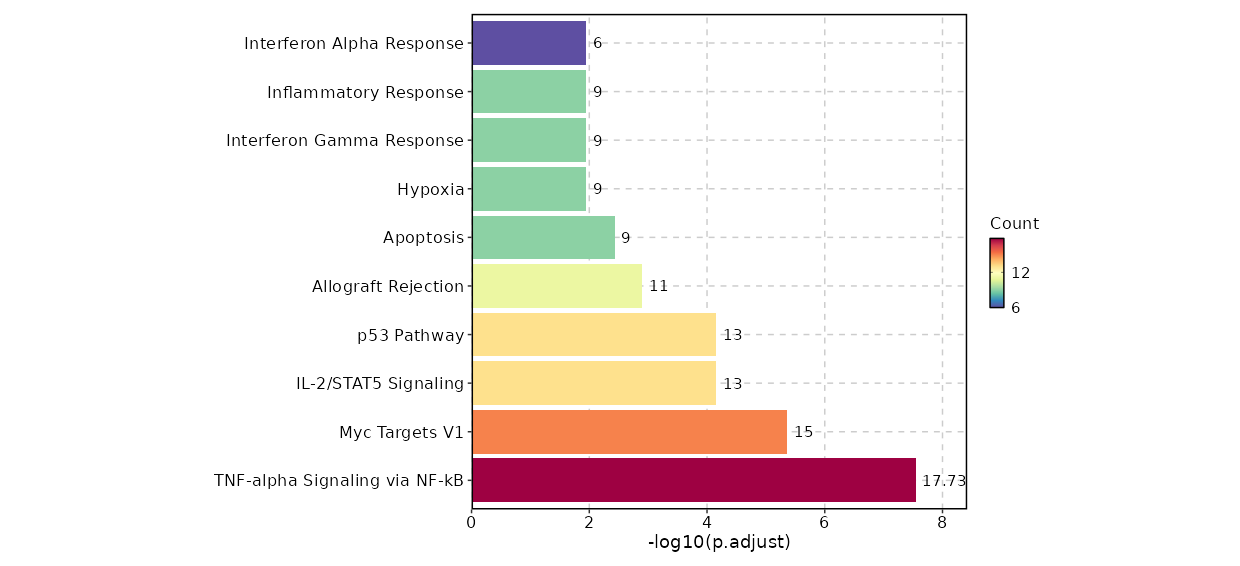 Interferon Alpha Response 6
Inflammatory Response 9
Interferon Gamma Response 9
Hypoxia 9
Apoptosis 9
Allograft Rejection 11
p53 Pathway 13
IL-2/STAT5 Signaling 13
Myc Targets V1 15
TNF-alpha Signaling via NF-kB 17.73
0 2 4 6 8
-log10(p.adjust)
Count
12
6